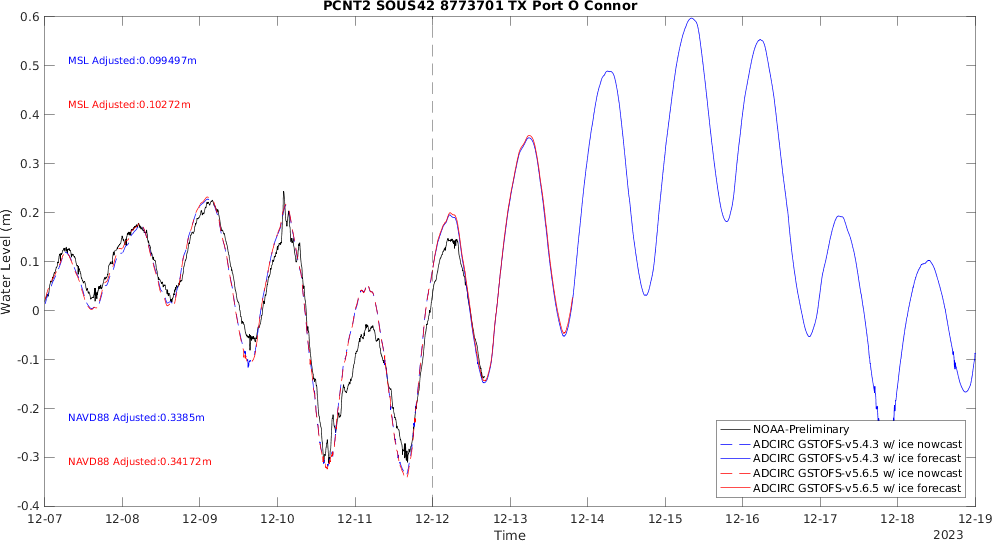 PCNT2 SOUS42 8773701 TX Port O Connor
0.6
0.5
0.4
0.3
0.2
0.1
0
-0.1
-0.2
-0.3
-0.4
Water Level (m)
MSL Adjusted:0.099497m
MSL Adjusted:0.10272m
NAVD88 Adjusted:0.3385m
NAVD88 Adjusted:0.34172m
NOAA-Preliminary
ADCIRC GSTOFS-v5.4.3 w/ ice nowcast
ADCIRC GSTOFS-v5.4.3 w/ ice forecast
ADCIRC GSTOFS-v5.6.5 w/ ice nowcast
ADCIRC GSTOFS-v5.6.5 w/ ice forecast
12-07 12-08 12-09 12-10 12-11 12-12 12-13 12-14 12-15 12-16 12-17 12-18 12-19
Time
2023